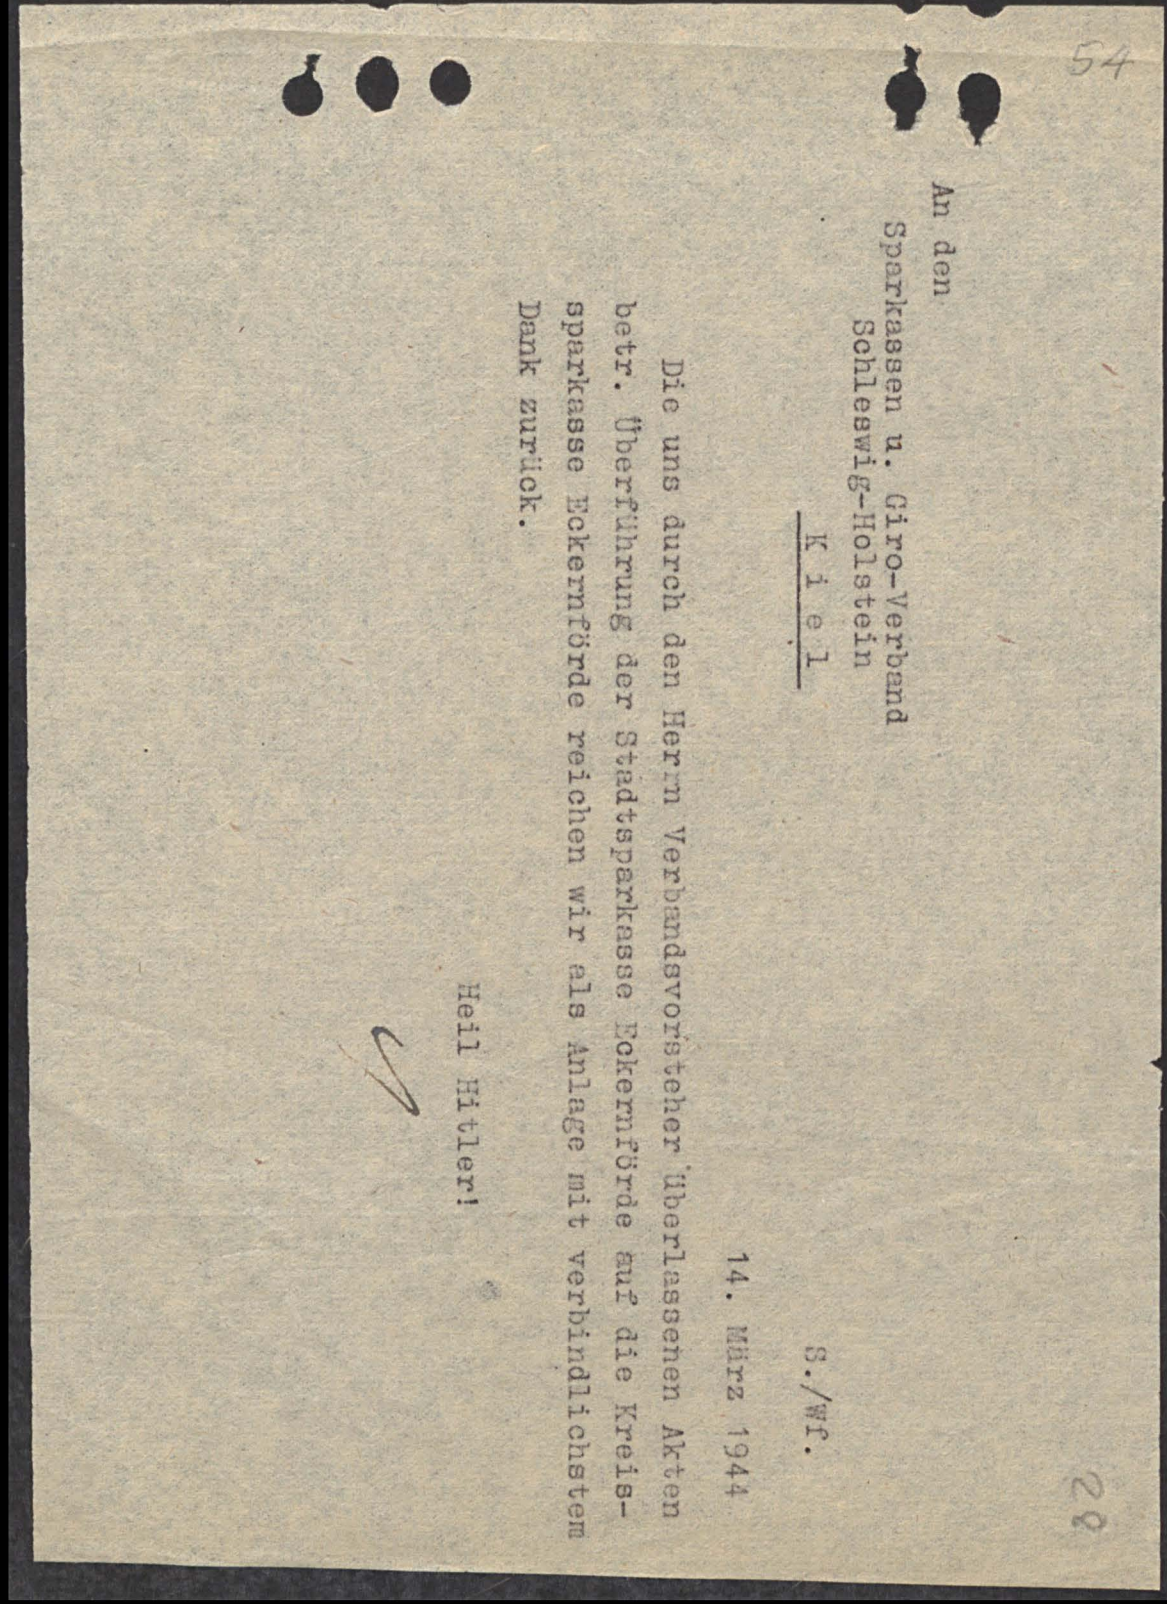 54
28
An den
Sparkassen u. Giro-Verband
Schleswig-Holstein
K i e l
S./Wf.
14. März 1944
Die uns durch den Herrn Verbandsvorsteher überlassenen Akten
betr. Überführung der Stadtsparkasse Eckernförde auf die Kreis-
sparkasse Eckernförde reichen wir als Anlage mit verbindlichstem
Dank zurück.
Heil Hitler!